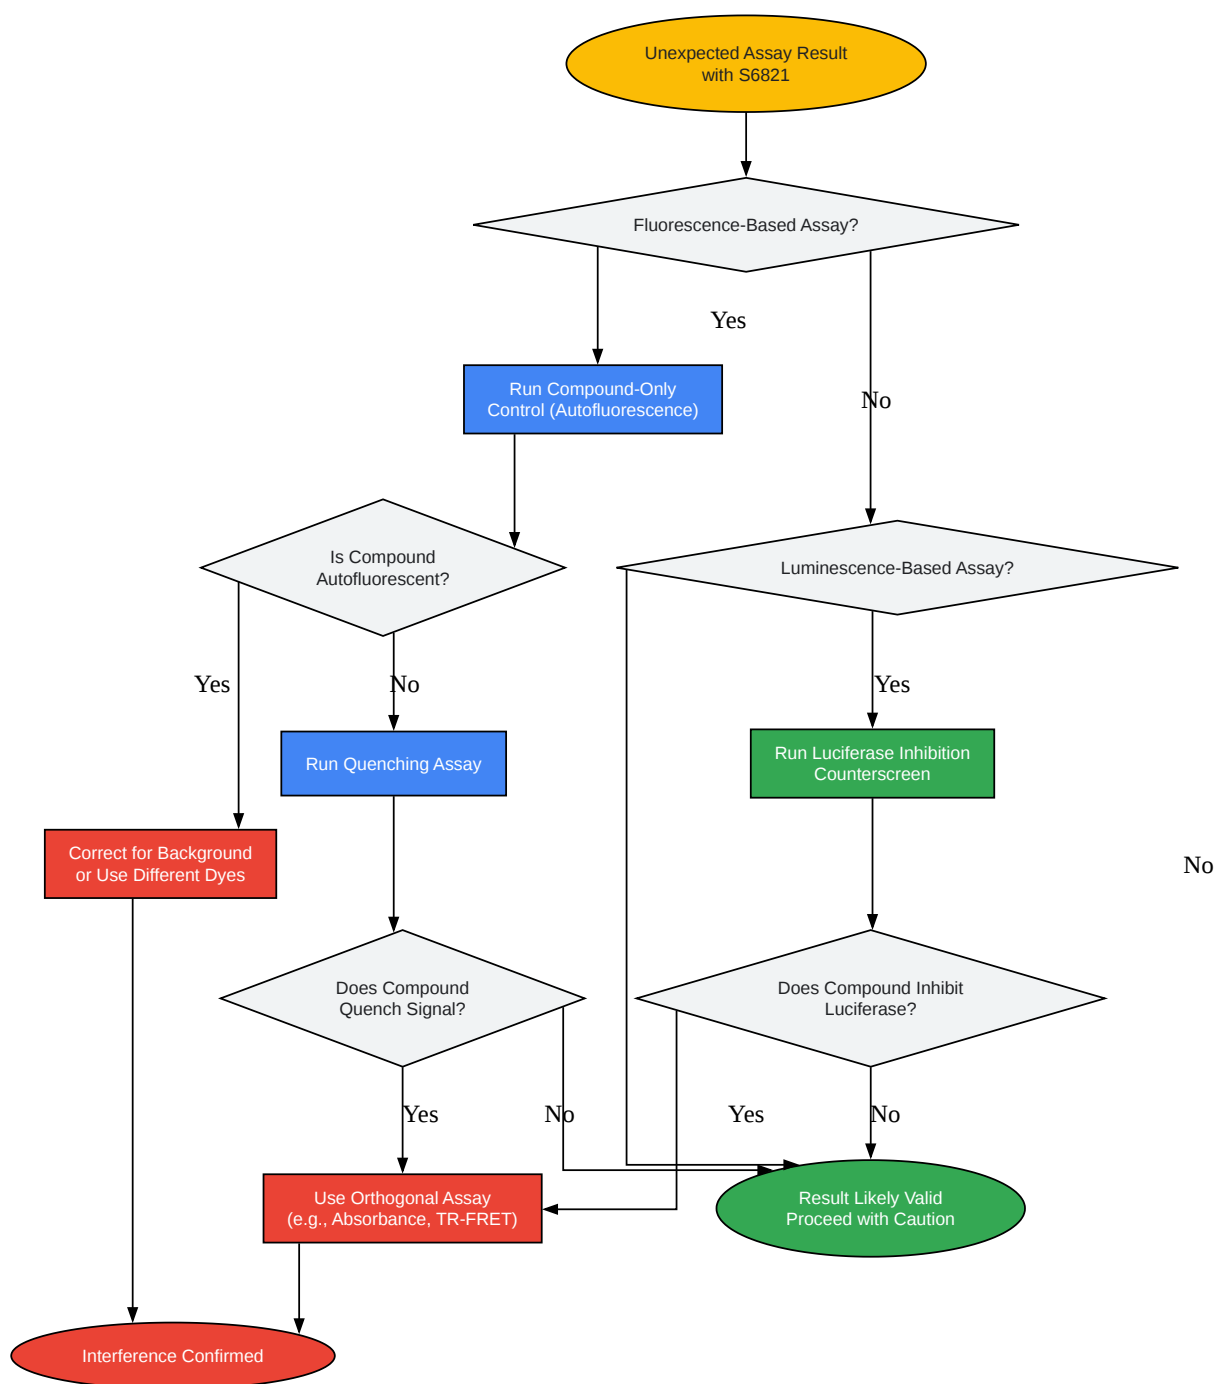 Unexpected Assay Result
with S6821
Fluorescence-Based Assay?
Yes
Run Compound-Only
Control (Autofluorescence)
No
Is Compound
Autofluorescent?
Luminescence-Based Assay?
Yes
No
Yes
Run Quenching Assay
Run Luciferase Inhibition
Counterscreen
Correct for Background
or Use Different Dyes
No
Does Compound
Quench Signal?
Does Compound Inhibit
Luciferase?
Yes
No
Yes
No
Use Orthogonal Assay
(e.g., Absorbance, TR-FRET)
Result Likely Valid
Proceed with Caution
Interference Confirmed